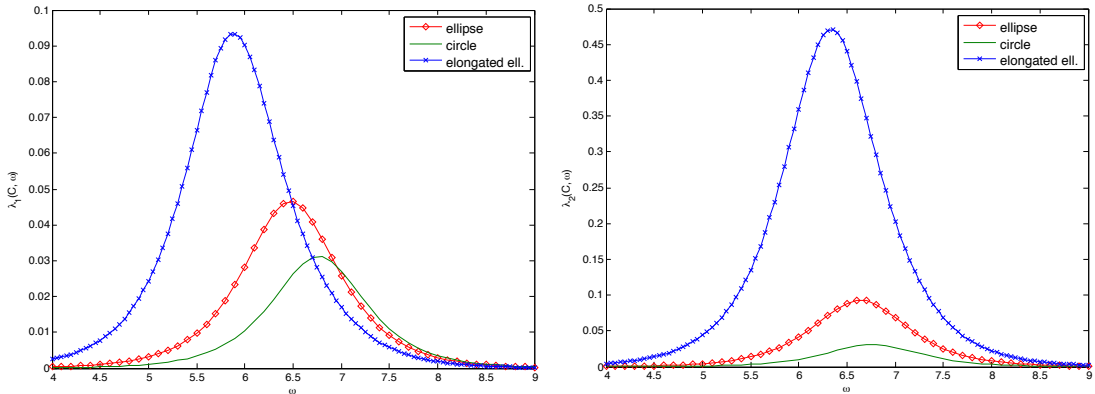 0.1
0.09
0.08
0.07
0.06
0.05
0.04
0.03
0.02
0.01
0
λ₁(C, ω)
ellipse
circle
elongated ell.
4 4.5 5 5.5 6 6.5 7 7.5 8 8.5 9
ω
0.5
0.45
0.4
0.35
0.3
0.25
0.2
0.15
0.1
0.05
0
λ₂(C, ω)
ellipse
circle
elongated ell.
4 4.5 5 5.5 6 6.5 7 7.5 8 8.5 9
ω